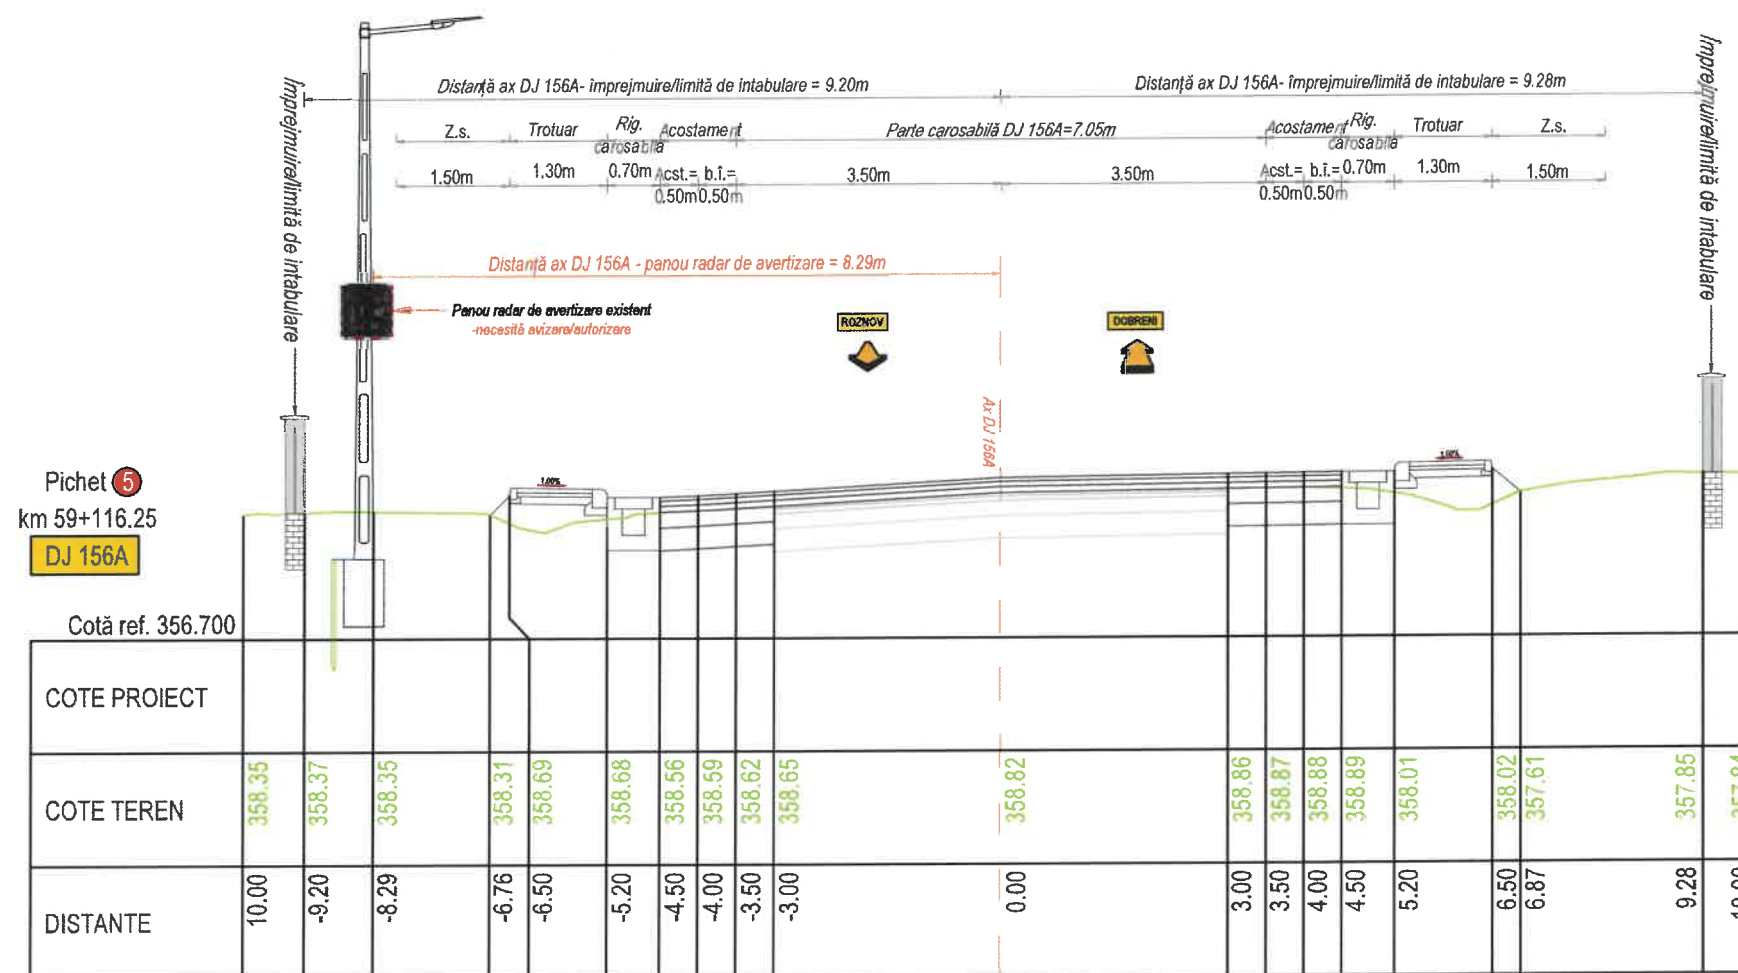 Împrejmuire/limită de intabulare
Distanță ax DJ 156A- împrejmuire/limită de intabulare = 9.20m
Distanță ax DJ 156A- împrejmuire/limită de intabulare = 9.28m
Împrejmuire/limită de intabulare
Z.s. Trotuar Rig. carosabila Acostament Parte carosabilă DJ 156A=7.05m Acostament Rig. carosabila Trotuar Z.s.
1.50m 1.30m 0.70m Acst.= 0.50m b.î.= 0.50m 3.50m 3.50m Acst.= 0.50m b.î.= 0.50m 0.70m 1.30m 1.50m
Distanță ax DJ 156A - panou radar de avertizare = 8.29m
Panou radar de avertizare existent
-necesită avizare/autorizare
ROZNOV
DOBRENI
Ax DJ 156A
1.00%
1.00%
Pichet 5
km 59+116.25
DJ 156A
Cotă ref. 356.700
COTE PROIECT
COTE TEREN 358.35 358.37 358.35 358.31 358.69 358.68 358.56 358.59 358.62 358.65 358.82 358.86 358.87 358.88 358.89 358.01 358.02 357.61 357.85
DISTANTE 10.00 -9.20 -8.29 -6.76 -6.50 -5.20 -4.50 -4.00 -3.50 -3.00 0.00 3.00 3.50 4.00 4.50 5.20 6.50 6.87 9.28